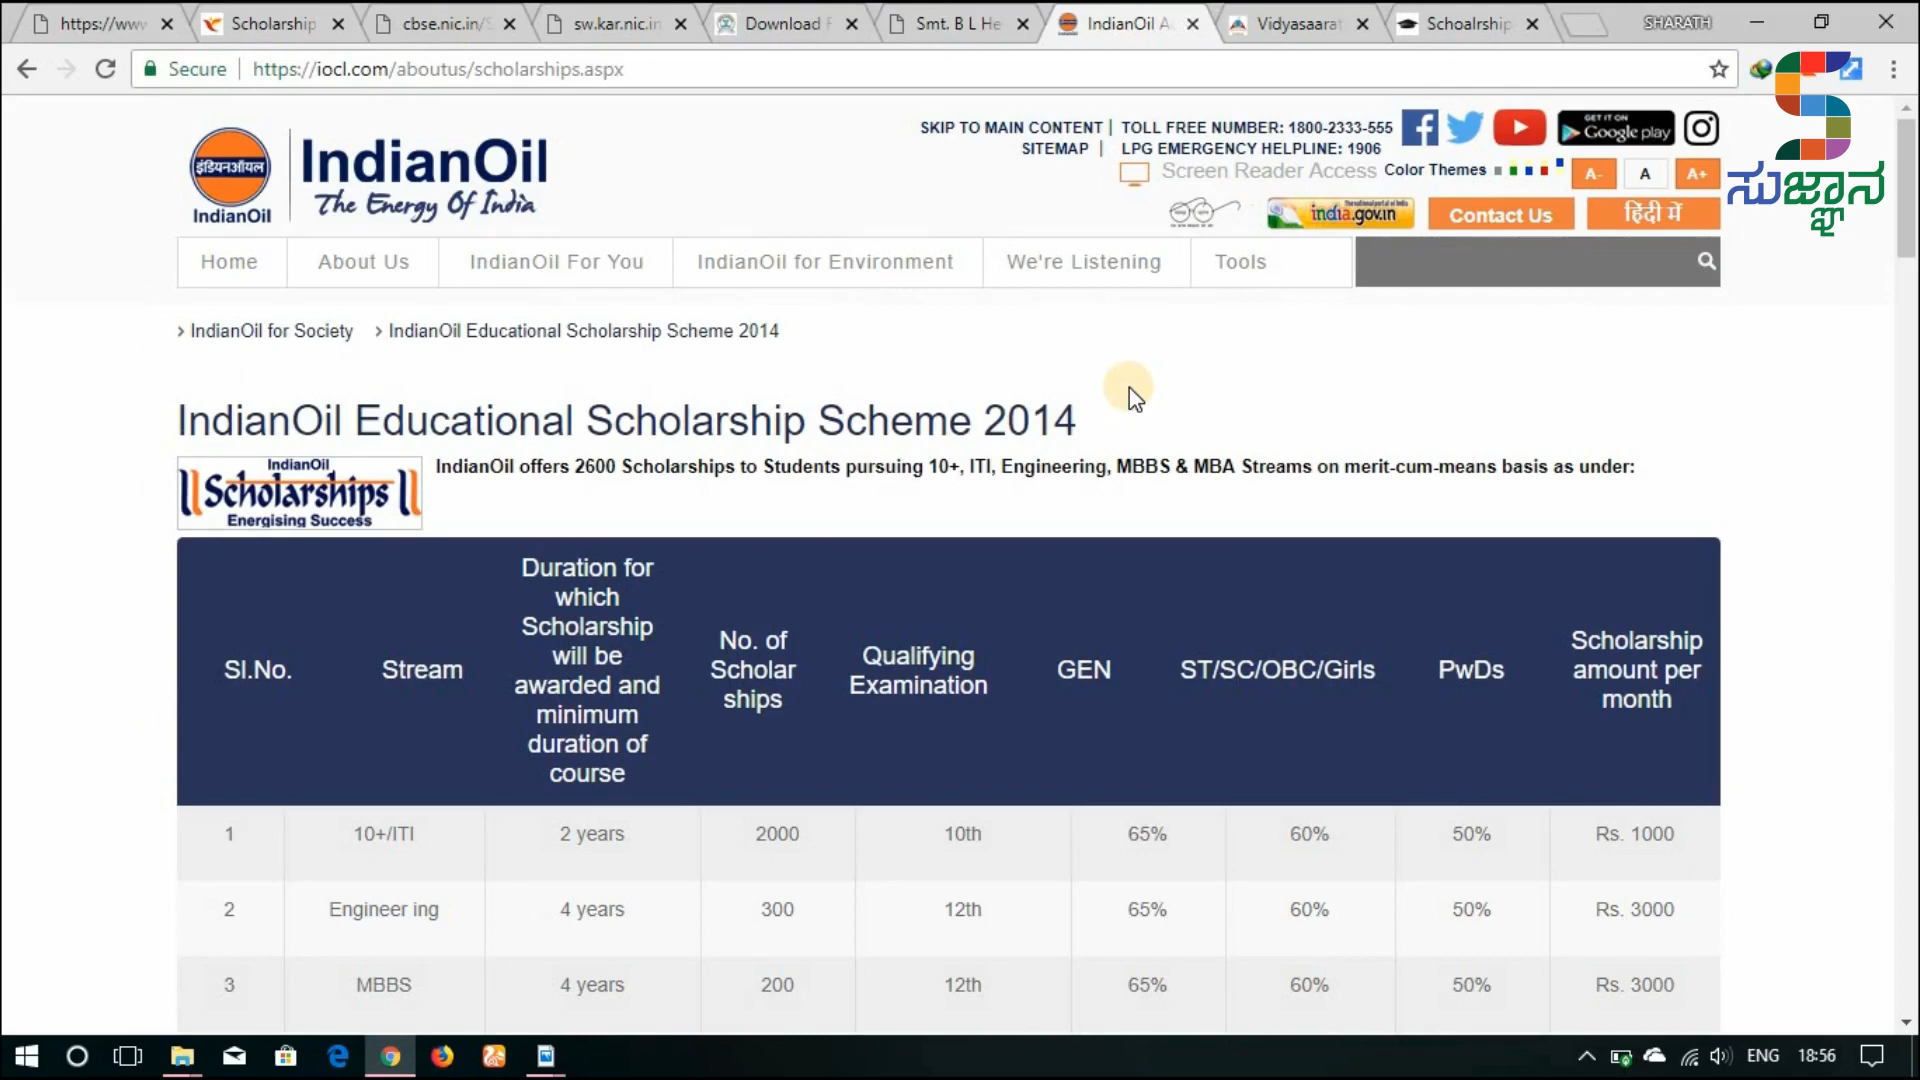 https://www
Scholarship
cbse.nic.in/S
sw.kar.nic.in
Download F
Smt. B L He
IndianOil A
Vidyasaarat
Schoalrship
SHARATH
Secure
https://iocl.com/aboutus/scholarships.aspx
ಸುಜ್ಞಾನ
SKIP TO MAIN CONTENT | TOLL FREE NUMBER: 1800-2333-555
SITEMAP | LPG EMERGENCY HELPLINE: 1906
GET IT ON
Google play
Screen Reader Access Color Themes A- A A+
इंडियनऑयल
IndianOil
IndianOil
The Energy Of India
india.gov.in
Contact Us
हिंदी में
Home About Us IndianOil For You IndianOil for Environment We're Listening Tools
> IndianOil for Society > IndianOil Educational Scholarship Scheme 2014
IndianOil Educational Scholarship Scheme 2014
IndianOil
Scholarships
Energising Success
IndianOil offers 2600 Scholarships to Students pursuing 10+, ITI, Engineering, MBBS & MBA Streams on merit-cum-means basis as under:
Sl.No.
Stream
Duration for
which
Scholarship
will be
awarded and
minimum
duration of
course
No. of
Scholar
ships
Qualifying
Examination
GEN
ST/SC/OBC/Girls
PwDs
Scholarship
amount per
month
1 10+/ITI 2 years 2000 10th 65% 60% 50% Rs. 1000
2 Engineer ing 4 years 300 12th 65% 60% 50% Rs. 3000
3 MBBS 4 years 200 12th 65% 60% 50% Rs. 3000
ENG 18:56